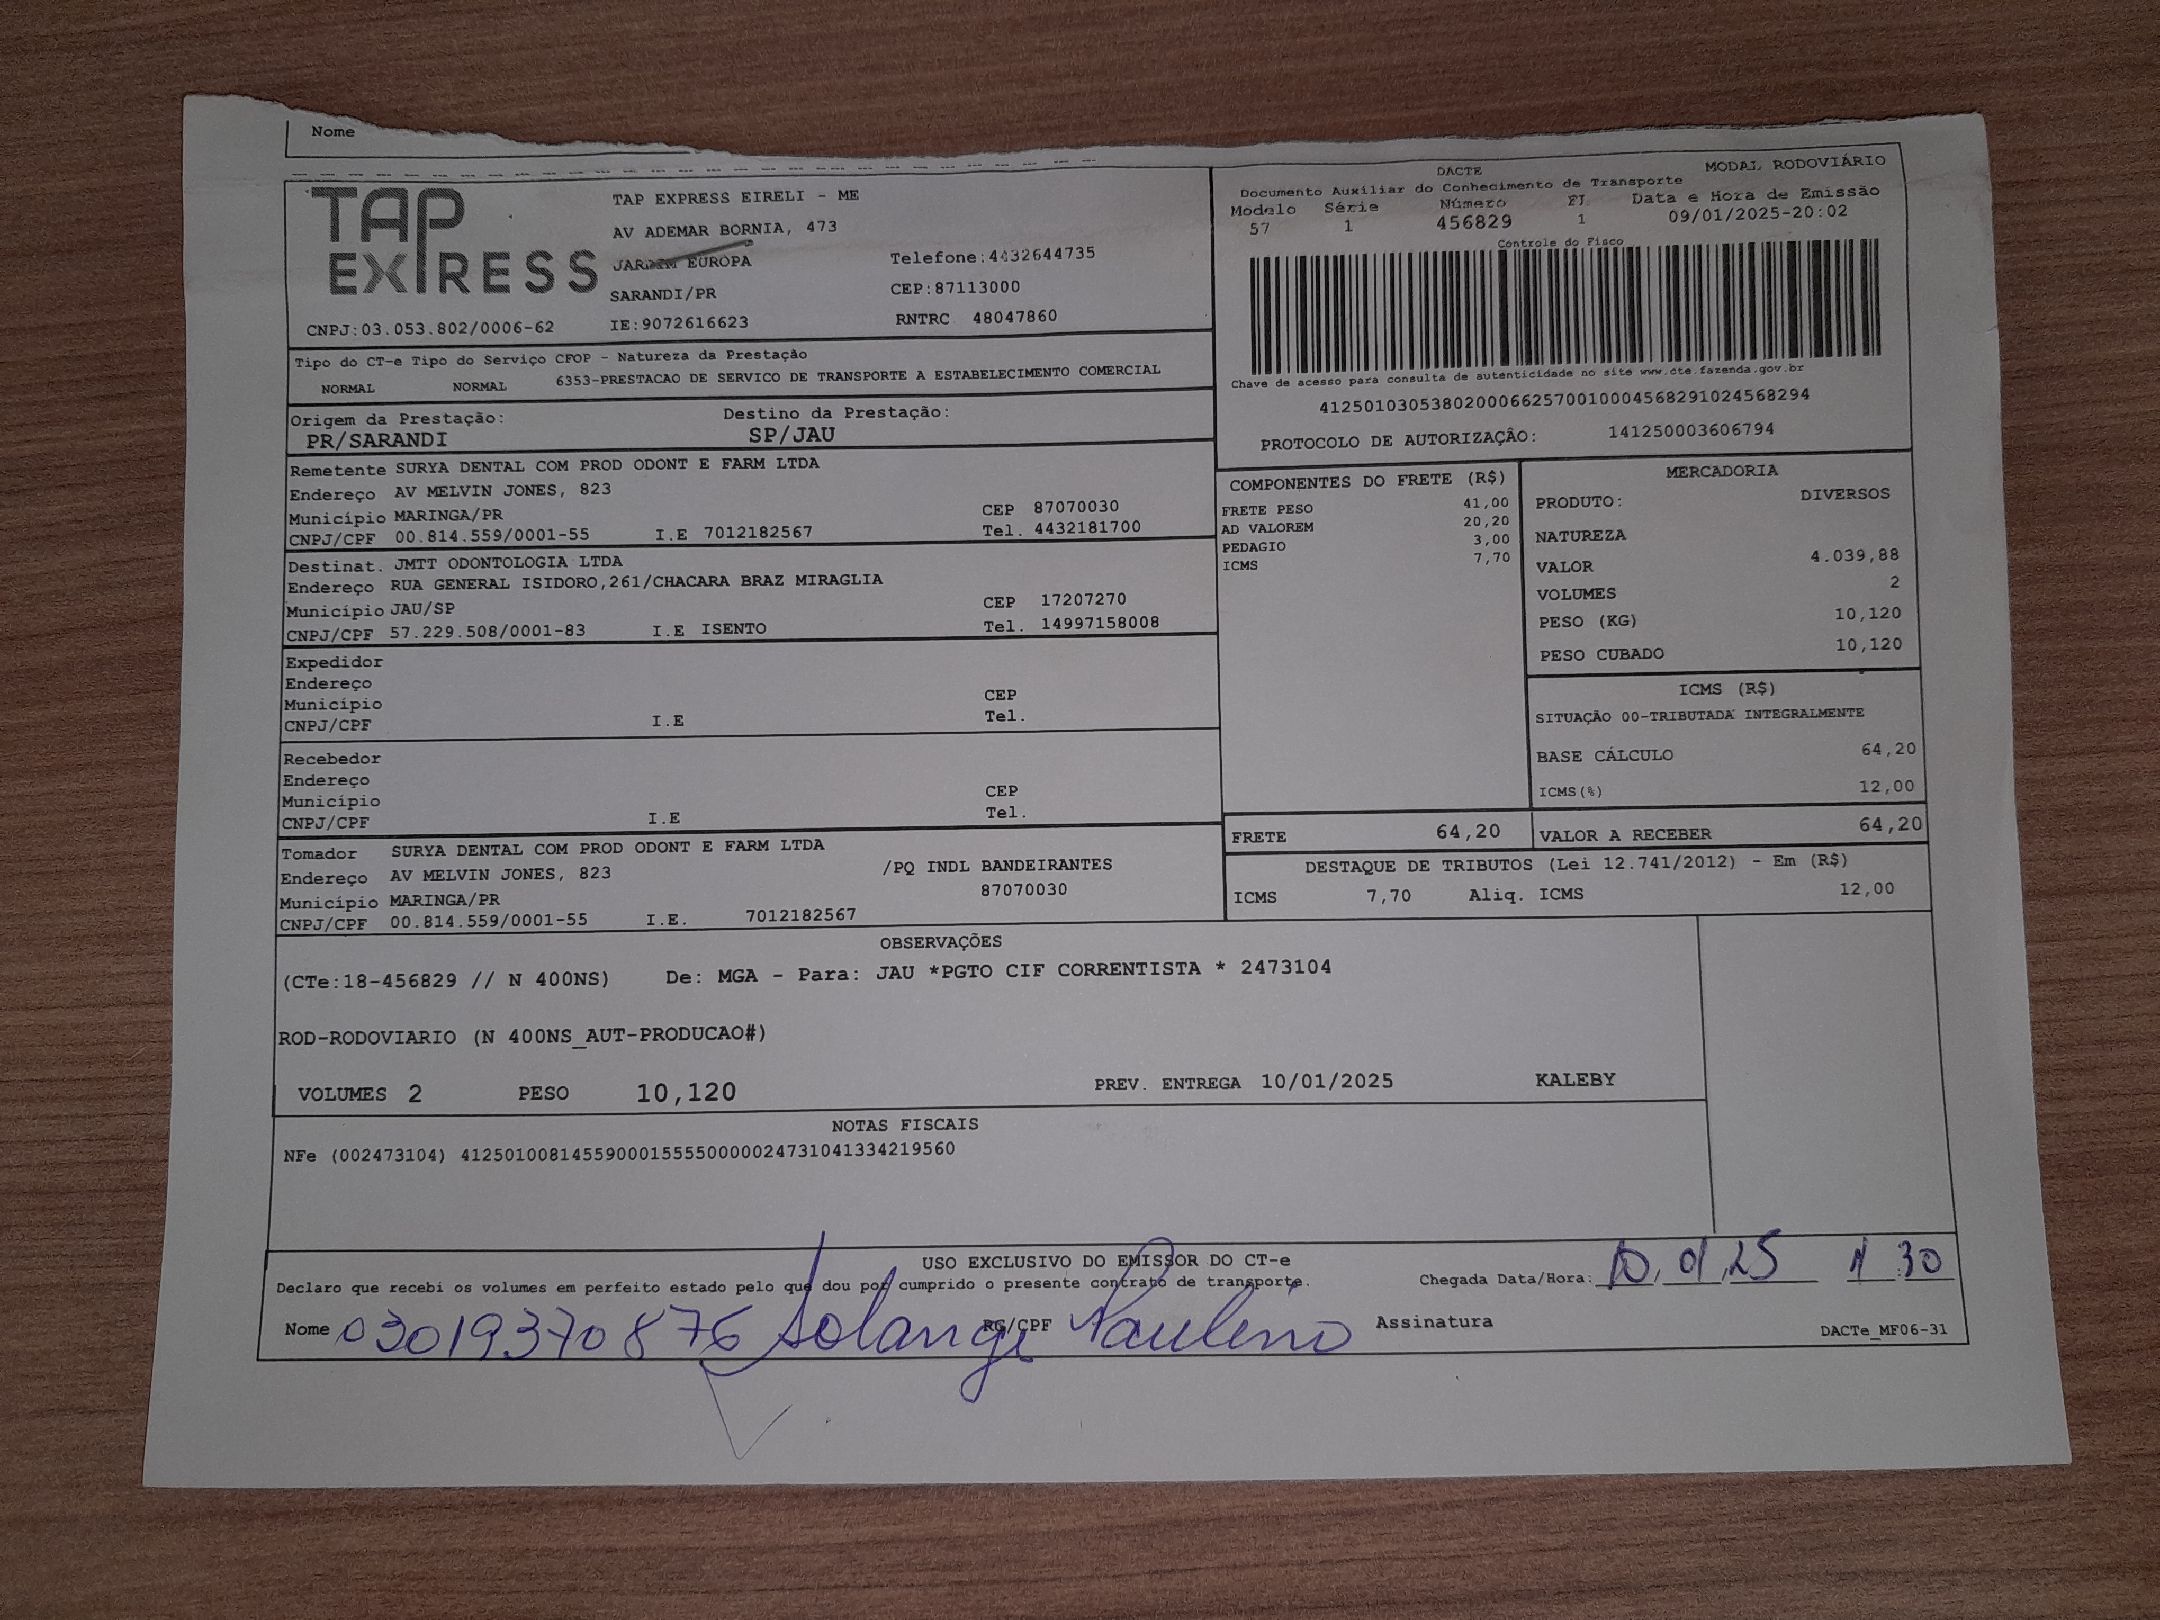 Nome
TAP
EXPRESS
CNPJ:03.053.802/0006-62
TAP EXPRESS EIRELI - ME
AV ADEMAR BORNIA, 473
JARDIM EUROPA
SARANDI/PR
IE:9072616623
Telefone:4432644735
CEP:87113000
RNTRC 48047860
DACTE MODAL RODOVIÁRIO
Documento Auxiliar do Conhecimento de Transporte
Modelo Série Número FL Data e Hora de Emissão
57 1 456829 1 09/01/2025-20:02
Controle do Fisco
Chave de acesso para consulta de autenticidade no site www.cte.fazenda.gov.br
41250103053802000662570010004568291024568294
PROTOCOLO DE AUTORIZAÇÃO: 141250003606794
Tipo do CT-e Tipo do Serviço CFOP - Natureza da Prestação
NORMAL NORMAL 6353-PRESTACAO DE SERVICO DE TRANSPORTE A ESTABELECIMENTO COMERCIAL
Origem da Prestação: Destino da Prestação:
PR/SARANDI SP/JAU
Remetente SURYA DENTAL COM PROD ODONT E FARM LTDA
Endereço AV MELVIN JONES, 823
Município MARINGA/PR CEP 87070030
CNPJ/CPF 00.814.559/0001-55 I.E 7012182567 Tel. 4432181700
Destinat. JMTT ODONTOLOGIA LTDA
Endereço RUA GENERAL ISIDORO,261/CHACARA BRAZ MIRAGLIA
Município JAU/SP CEP 17207270
CNPJ/CPF 57.229.508/0001-83 I.E ISENTO Tel. 14997158008
Expedidor
Endereço
Município CEP
CNPJ/CPF I.E Tel.
Recebedor
Endereço
Município CEP
CNPJ/CPF I.E Tel.
Tomador SURYA DENTAL COM PROD ODONT E FARM LTDA
Endereço AV MELVIN JONES, 823 /PQ INDL BANDEIRANTES
Município MARINGA/PR 87070030
CNPJ/CPF 00.814.559/0001-55 I.E. 7012182567
COMPONENTES DO FRETE (R$)
FRETE PESO 41,00
AD VALOREM 20,20
PEDAGIO 3,00
ICMS 7,70
MERCADORIA
PRODUTO: DIVERSOS
NATUREZA
VALOR 4.039,88
VOLUMES 2
PESO (KG) 10,120
PESO CUBADO 10,120
ICMS (R$)
SITUAÇÃO 00-TRIBUTADA INTEGRALMENTE
BASE CÁLCULO 64,20
ICMS(%) 12,00
FRETE 64,20 VALOR A RECEBER 64,20
DESTAQUE DE TRIBUTOS (Lei 12.741/2012) - Em (R$)
ICMS 7,70 Aliq. ICMS 12,00
OBSERVAÇÕES
(CTe:18-456829 // N 400NS) De: MGA - Para: JAU *PGTO CIF CORRENTISTA * 2473104
ROD-RODOVIARIO (N 400NS_AUT-PRODUCAO#)
VOLUMES 2 PESO 10,120 PREV. ENTREGA 10/01/2025 KALEBY
NOTAS FISCAIS
NFe (002473104) 41250100814559000155550000024731041334219560
USO EXCLUSIVO DO EMISSOR DO CT-e
Declaro que recebi os volumes em perfeito estado pelo que dou por cumprido o presente contrato de transporte. Chegada Data/Hora: 10,01,25 11 30
Nome 03019370876 Solange RG/CPF Paulino Assinatura DACTe_MF06-31